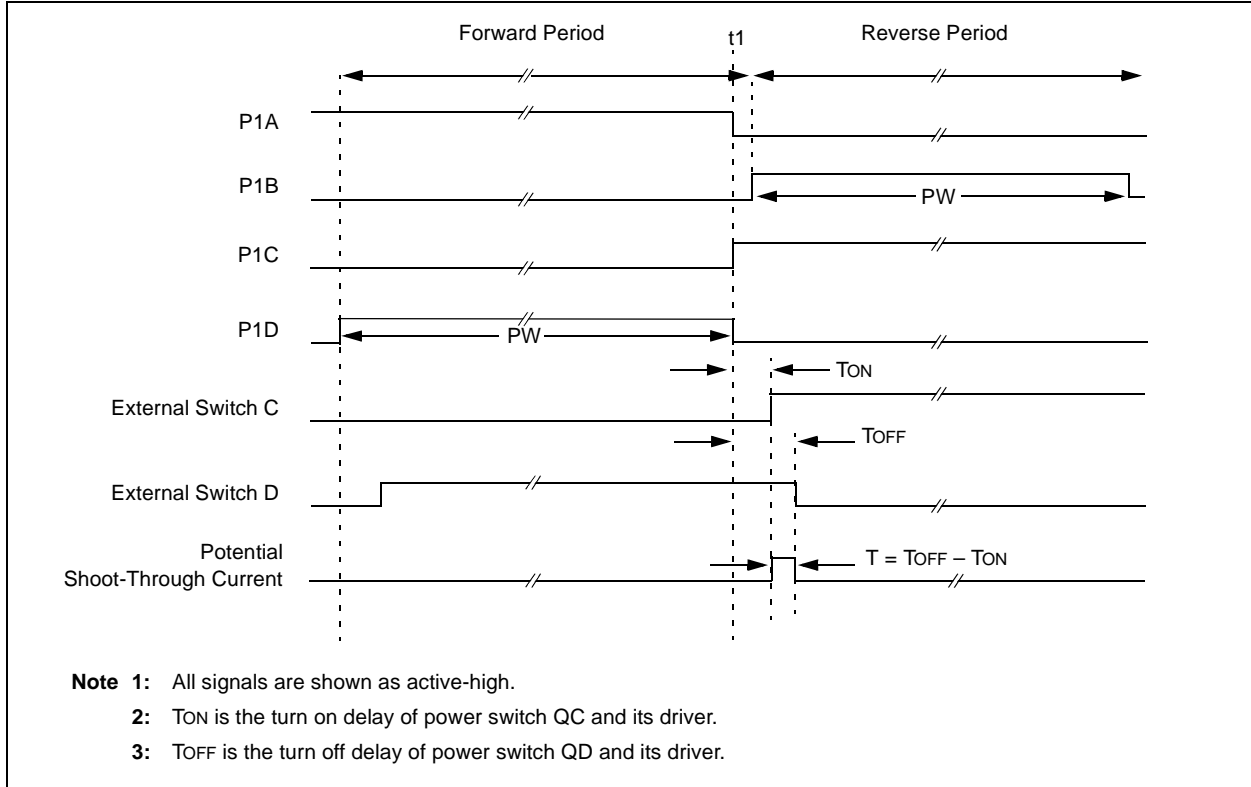 Forward Period
t1
Reverse Period
P1A
P1B
PW
P1C
P1D
PW
TON
External Switch C
TOFF
External Switch D
Potential
Shoot-Through Current
T = TOFF – TON
Note 1: All signals are shown as active-high.
2: TON is the turn on delay of power switch QC and its driver.
3: TOFF is the turn off delay of power switch QD and its driver.